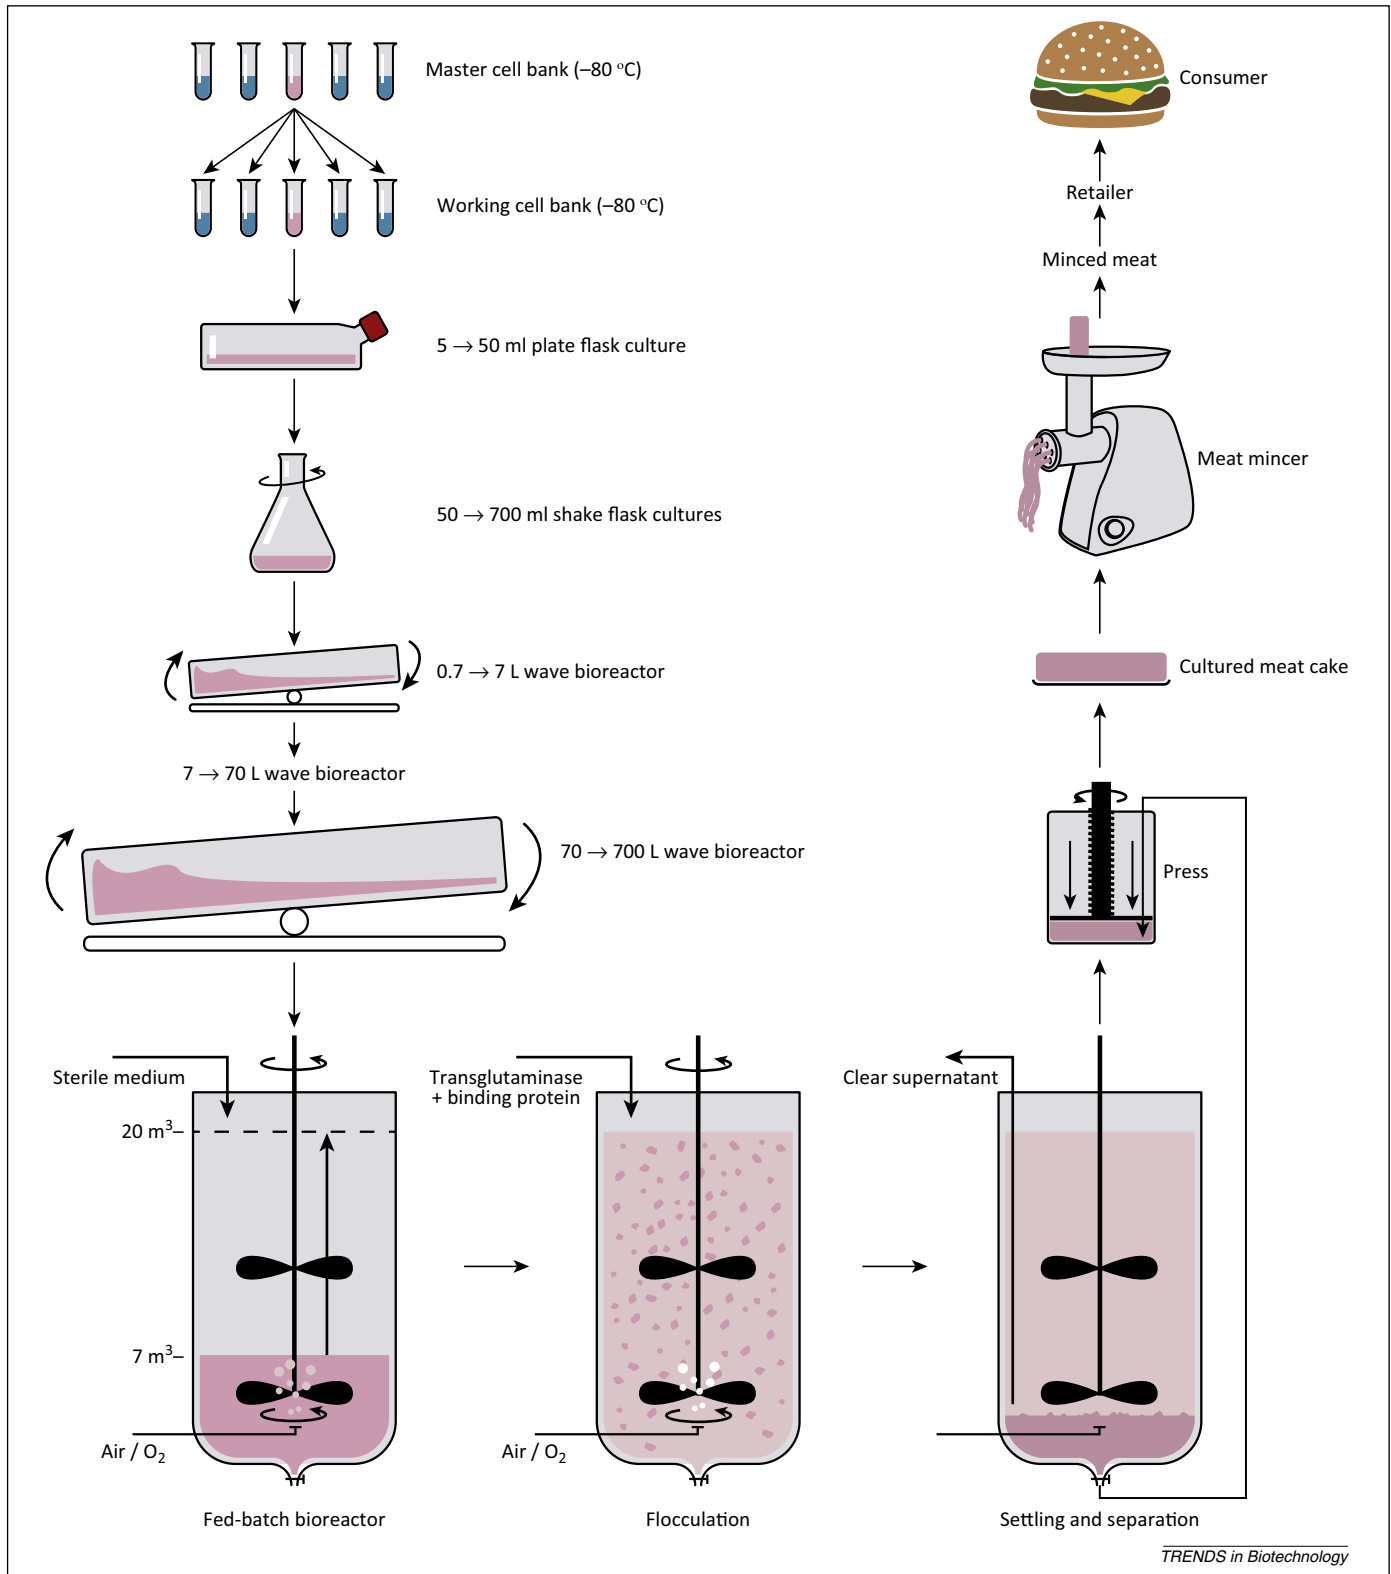 Master cell bank (–80 °C)
Working cell bank (–80 °C)
5 → 50 ml plate flask culture
50 → 700 ml shake flask cultures
0.7 → 7 L wave bioreactor
7 → 70 L wave bioreactor
70 → 700 L wave bioreactor
Sterile medium
20 m³
7 m³
Air / O₂
Fed-batch bioreactor
Transglutaminase
+ binding protein
Air / O₂
Flocculation
Clear supernatant
Settling and separation
Press
Cultured meat cake
Meat mincer
Minced meat
Retailer
Consumer
TRENDS in Biotechnology